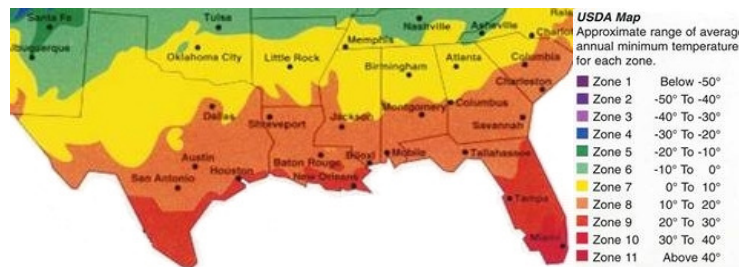 Santa Fe
Tulsa
Nashville
Asheville
Rale
Charlot
lbuquerque
Oklahoma City
Little Rock
Memphis
Birmingham
Atlanta
Columbia
Charleston
Dallas
Shreveport
Jackson
Montgomery
Columbus
Savannah
Austin
San Antonio
Houston
Baton Rouge
New Orleans
Biloxi
Mobile
Tallahassee
Tampa
Miami
USDA Map
Approximate range of average
annual minimum temperature
for each zone.
Zone 1 Below -50°
Zone 2 -50° To -40°
Zone 3 -40° To -30°
Zone 4 -30° To -20°
Zone 5 -20° To -10°
Zone 6 -10° To 0°
Zone 7 0° To 10°
Zone 8 10° To 20°
Zone 9 20° To 30°
Zone 10 30° To 40°
Zone 11 Above 40°